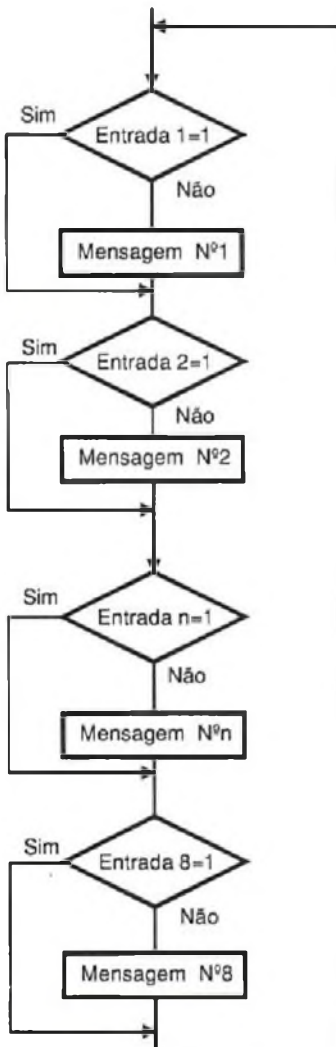 Sim
Entrada 1=1
Não
Mensagem Nº1
Sim
Entrada 2=1
Não
Mensagem Nº2
Sim
Entrada n=1
Não
Mensagem Nºn
Sim
Entrada 8=1
Não
Mensagem Nº8